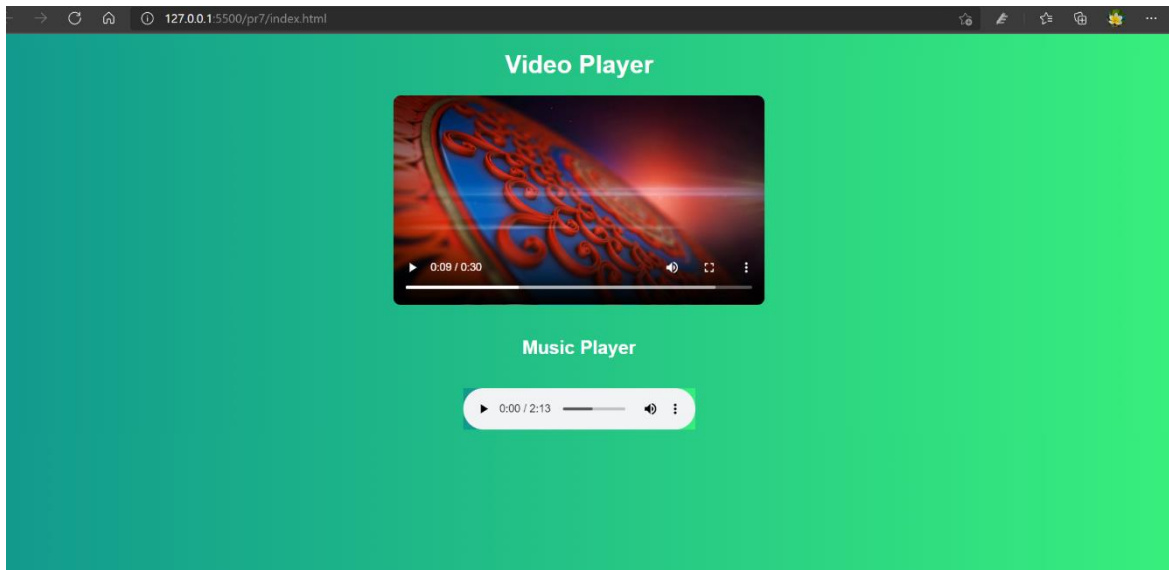 127.0.0.1:5500/pr7/index.html
Video Player
0:09 / 0:30
Music Player
0:00 / 2:13